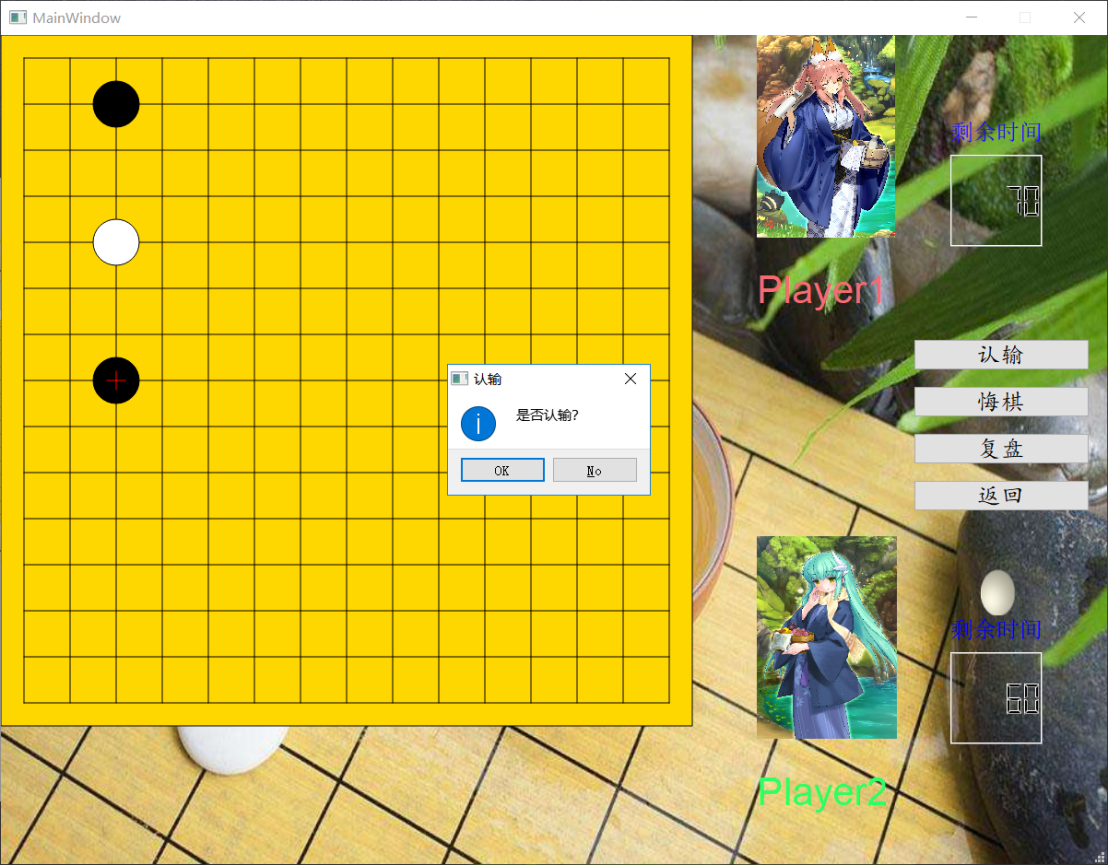 MainWindow
剩余时间
70
Player1
认输
悔棋
复盘
返回
认输
是否认输?
OK
No
剩余时间
60
Player2